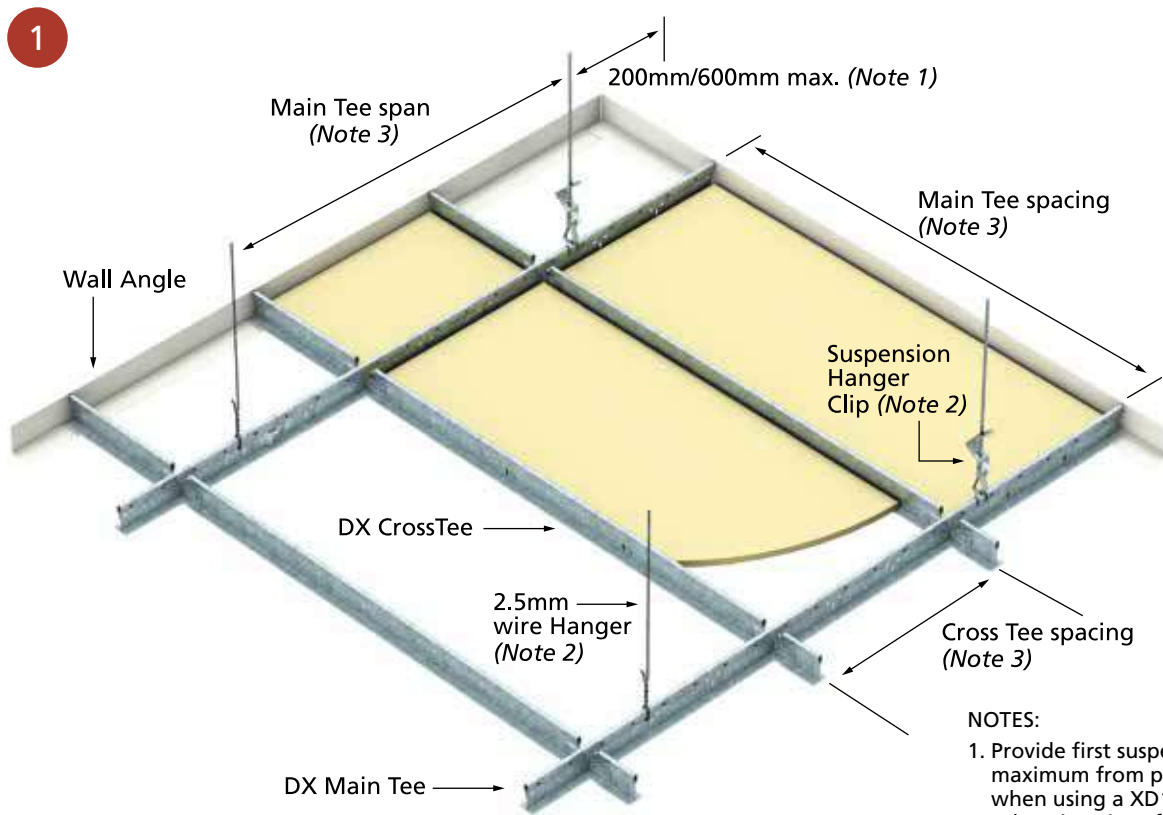 1
200mm/600mm max. (Note 1)
Main Tee span
(Note 3)
Main Tee spacing
(Note 3)
Wall Angle
Suspension
Hanger
Clip (Note 2)
DX CrossTee
2.5mm
wire Hanger
(Note 2)
Cross Tee spacing
(Note 3)
DX Main Tee
NOTES:
1. Provide first suspe
maximum from p
when using a XD1